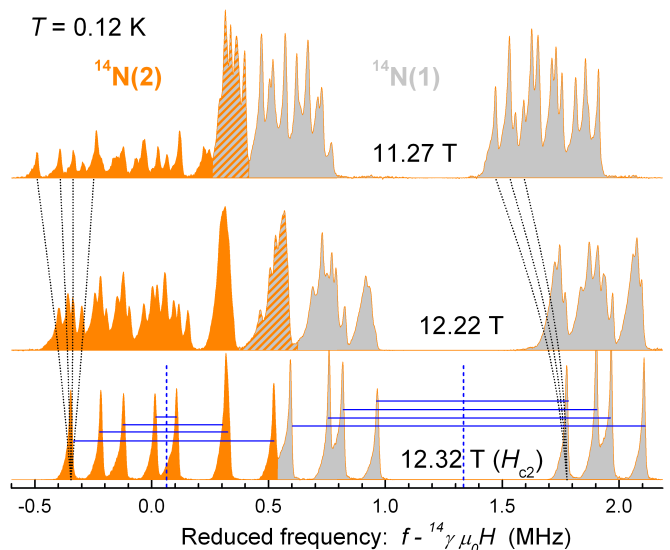 T = 0.12 K
¹⁴N(2)
¹⁴N(1)
11.27 T
12.22 T
12.32 T (Hc2)
-0.5 0.0 0.5 1.0 1.5 2.0
Reduced frequency: f - ¹⁴γ μ₀H (MHz)